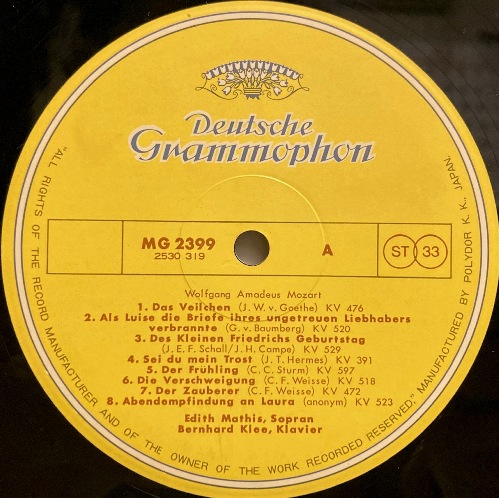 Deutsche
Grammophon
MG 2399
2530 319
A
ST 33
Wolfgang Amadeus Mozart
1. Das Veilchen (J. W. v. Goethe) KV 476
2. Als Luise die Briefe ihres ungetreuen Liebhabers
verbrannte (G. v. Baumberg) KV 520
3. Des Kleinen Friedrichs Geburtstag
(J. E. F. Schall/J. H. Campe) KV 529
4. Sei du mein Trost (J. T. Hermes) KV 391
5. Der Frühling (C. C. Sturm) KV 597
6. Die Verschweigung (C. F. Weisse) KV 518
7. Der Zauberer (C. F. Weisse) KV 472
8. Abendempfindung an Laura (anonym) KV 523
Edith Mathis, Sopran
Bernhard Klee, Klavier
"ALL RIGHTS OF THE RECORD MANUFACTURER AND OF THE OWNER OF THE WORK RECORDED RESERVED," MANUFACTURED BY POLYDOR K. K., JAPAN.